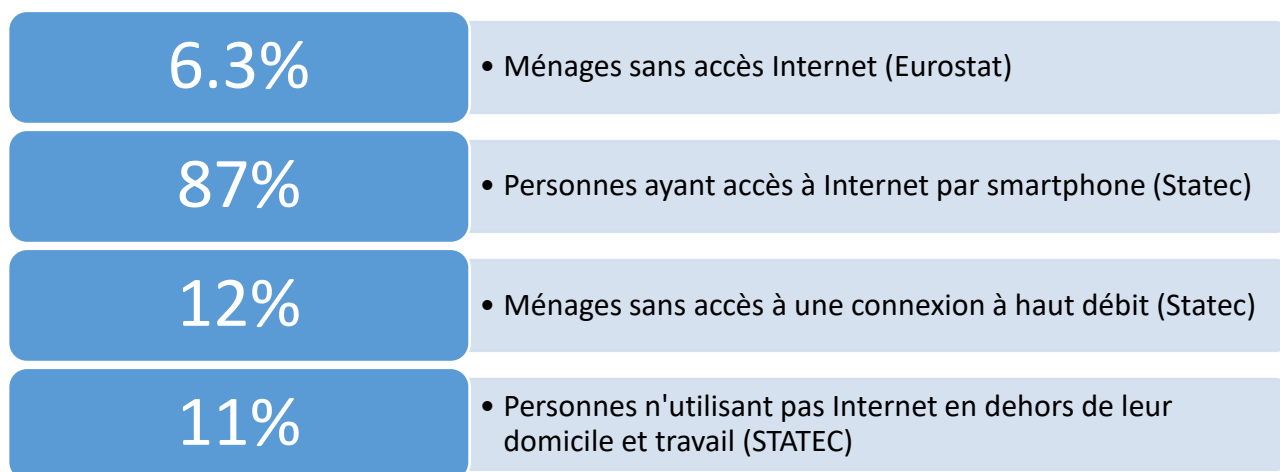 6.3%
• Ménages sans accès Internet (Eurostat)
87%
• Personnes ayant accès à Internet par smartphone (Statec)
12%
• Ménages sans accès à une connexion à haut débit (Statec)
11%
• Personnes n'utilisant pas Internet en dehors de leur
domicile et travail (STATEC)